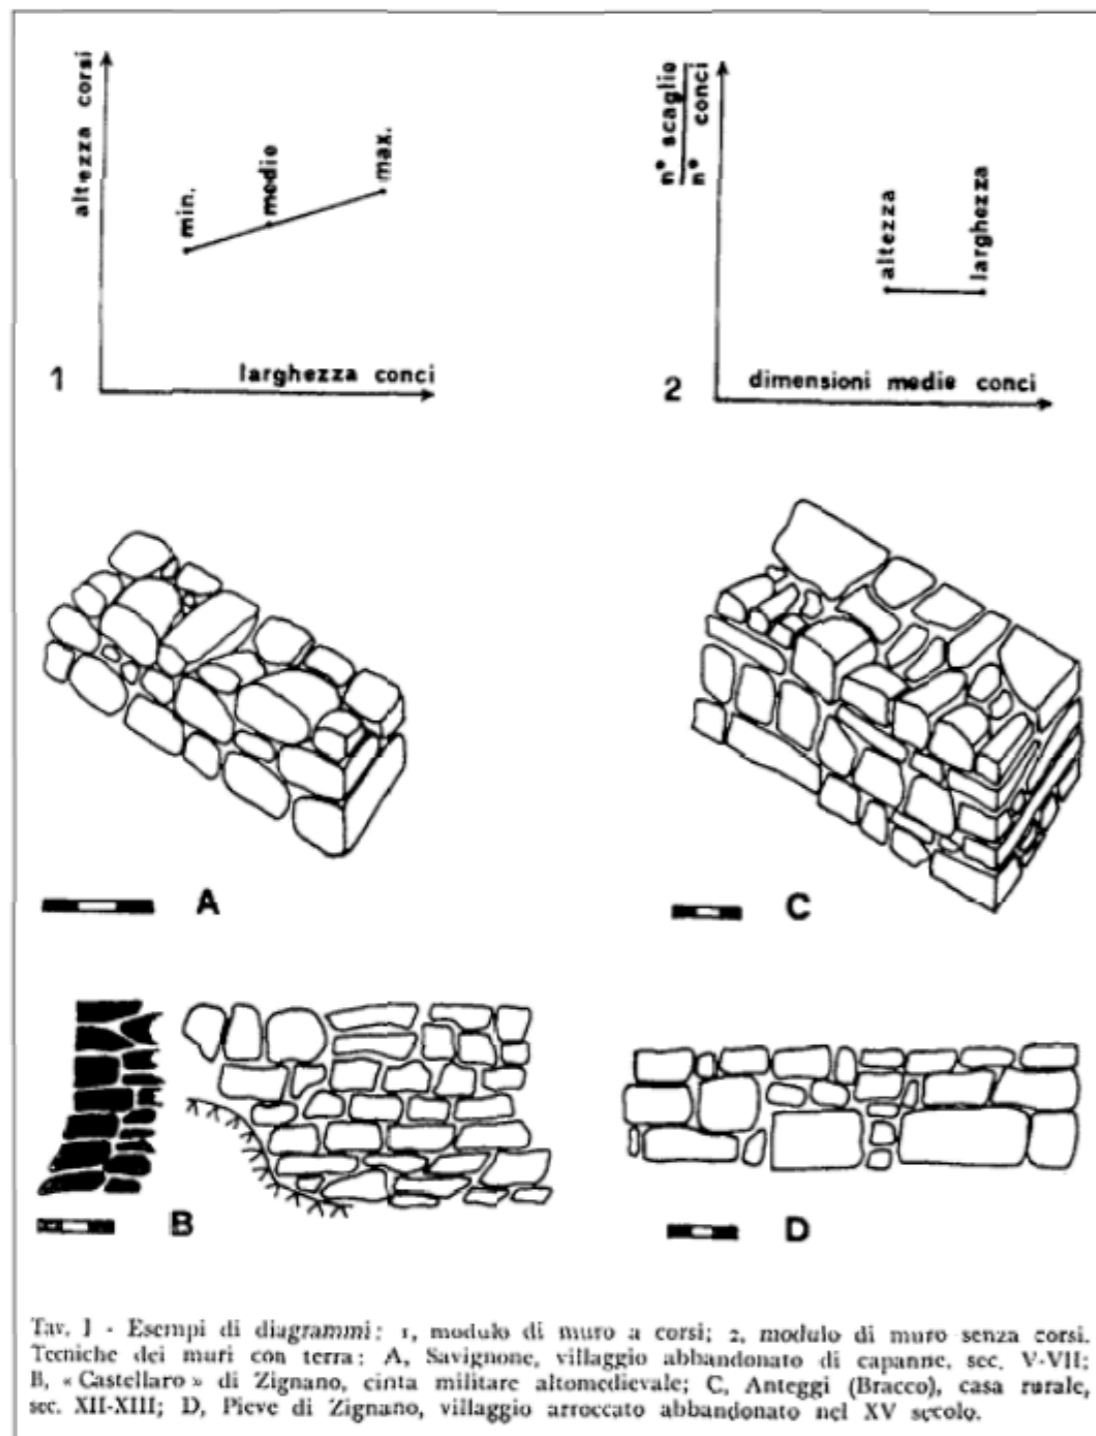 altezza corsi
min.
medie
max.
larghezza conci
1
n° scaglie
n° conci
altezza
larghezza
dimensioni medie conci
2
A
C
B
D
Tav. I - Esempi di diagrammi: 1, modulo di muro a corsi; 2, modulo di muro senza corsi.
Tecniche dei muri con terra: A, Savignone, villaggio abbandonato di capanne, sec. V-VII;
B, « Castellaro » di Zignano, cinta militare altomedievale; C, Anteggi (Bracco), casa rurale,
sec. XII-XIII; D, Pieve di Zignano, villaggio arroccato abbandonato nel XV secolo.